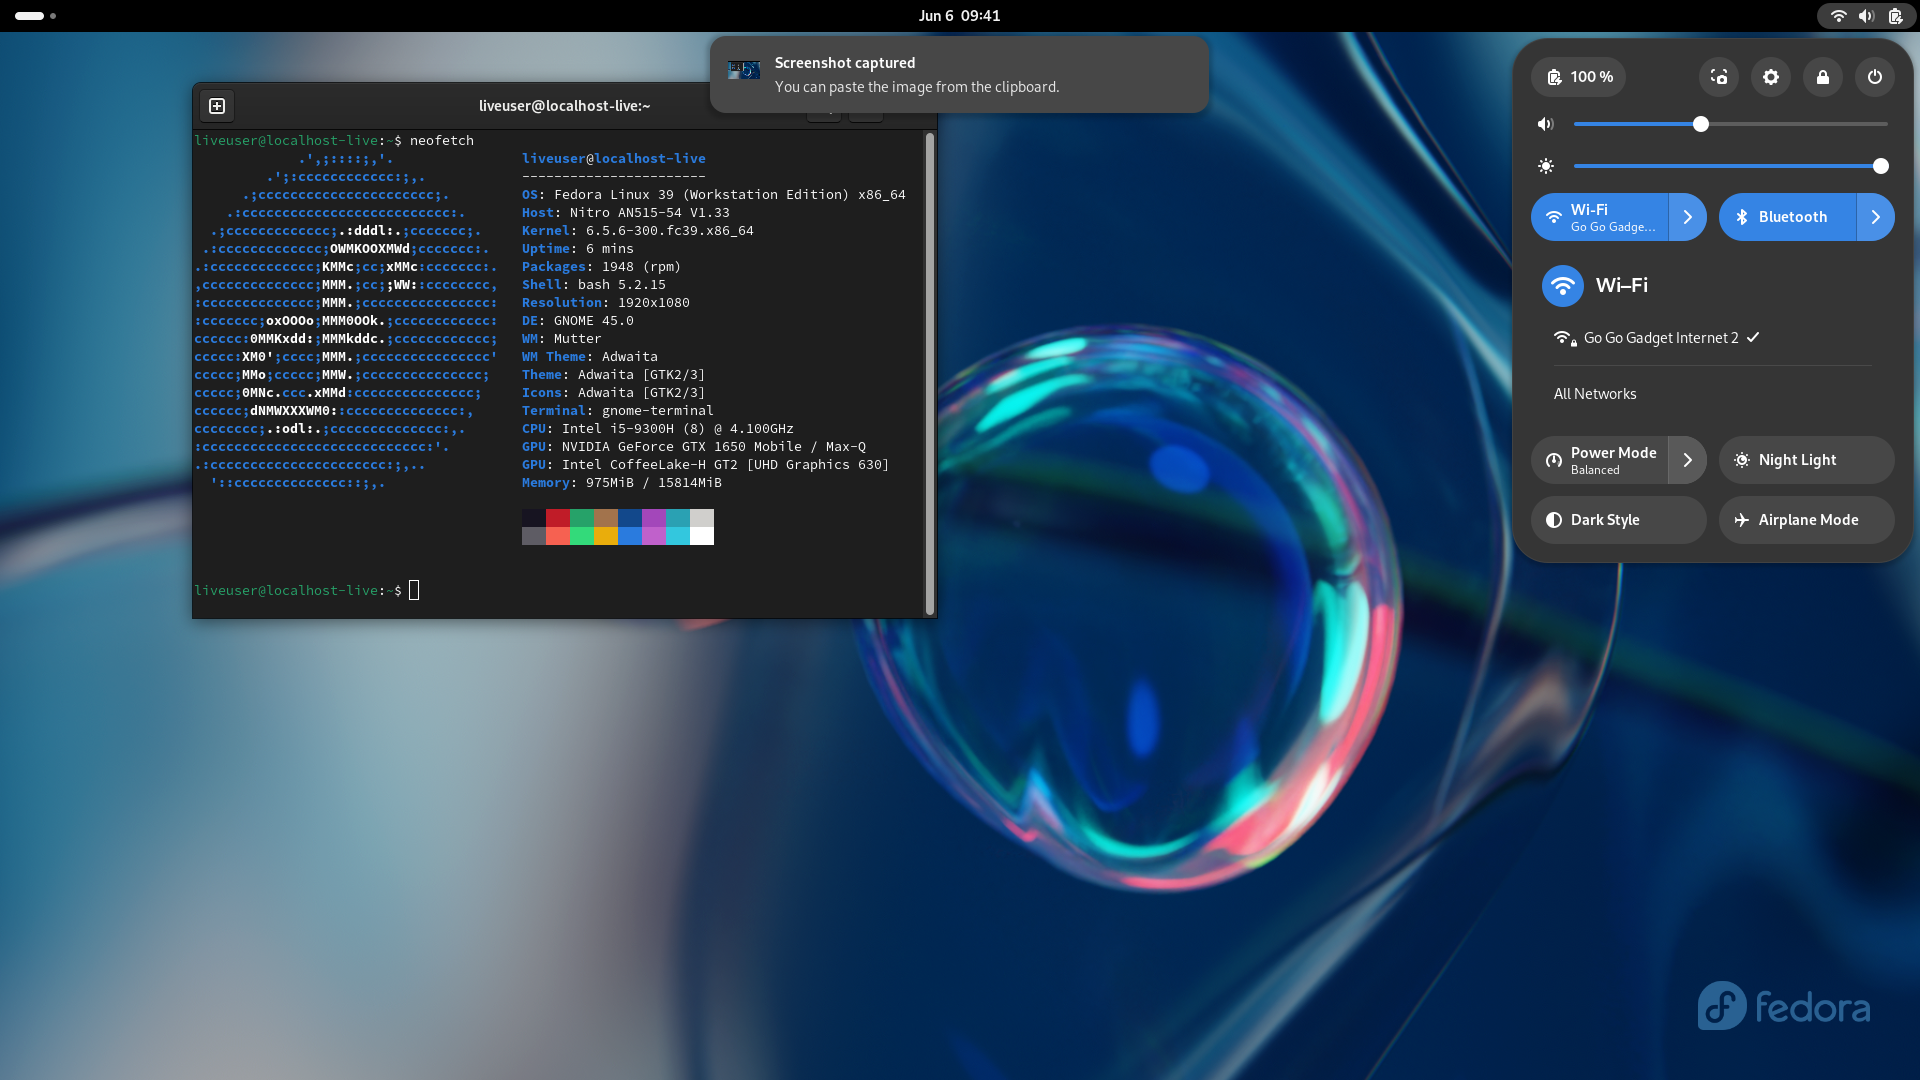 Jun 6 09:41
Screenshot captured
You can paste the image from the clipboard.
liveuser@localhost-live:~
liveuser@localhost-live:~$ neofetch
.',;::::;,'.
.';:cccccccccccc:;,.
.;cccccccccccccccccccccc;.
.:cccccccccccccccccccccccccc:.
.;ccccccccccccc;.:dddl:.;ccccccc;.
.:ccccccccccccc;OWMKOOXMWd;ccccccc:.
.:ccccccccccccc;KMMc;cc;xMMc:ccccccc:.
,cccccccccccccc;MMM.;cc;;WW::cccccccc,
:cccccccccccccc;MMM.;cccccccccccccccc:
:ccccccc;oxOOOo;MMM0OOk.;cccccccccccc:
cccccc:0MMKxdd:;MMMkddc.;cccccccccccc;
ccccc:XM0';cccc;MMM.;cccccccccccccccc'
ccccc;MMo;ccccc;MMW.;ccccccccccccccc;
ccccc;0MNc.ccc.xMMd:ccccccccccccccc;
cccccc;dNMWXXXWM0::cccccccccccccc:,
cccccccc;.:odl:.;cccccccccccccc:,.
:cccccccccccccccccccccccccccc:'.
.:cccccccccccccccccccccc:;,..
'::cccccccccccccc::;,.
liveuser@localhost-live
-----------------------
OS: Fedora Linux 39 (Workstation Edition) x86_64
Host: Nitro AN515-54 V1.33
Kernel: 6.5.6-300.fc39.x86_64
Uptime: 6 mins
Packages: 1948 (rpm)
Shell: bash 5.2.15
Resolution: 1920x1080
DE: GNOME 45.0
WM: Mutter
WM Theme: Adwaita
Theme: Adwaita [GTK2/3]
Icons: Adwaita [GTK2/3]
Terminal: gnome-terminal
CPU: Intel i5-9300H (8) @ 4.100GHz
GPU: NVIDIA GeForce GTX 1650 Mobile / Max-Q
GPU: Intel CoffeeLake-H GT2 [UHD Graphics 630]
Memory: 975MiB / 15814MiB
liveuser@localhost-live:~$
100 %
Wi-Fi
Go Go Gadge…
Bluetooth
Wi–Fi
Go Go Gadget Internet 2
All Networks
Power Mode
Balanced
Night Light
Dark Style
Airplane Mode
fedora